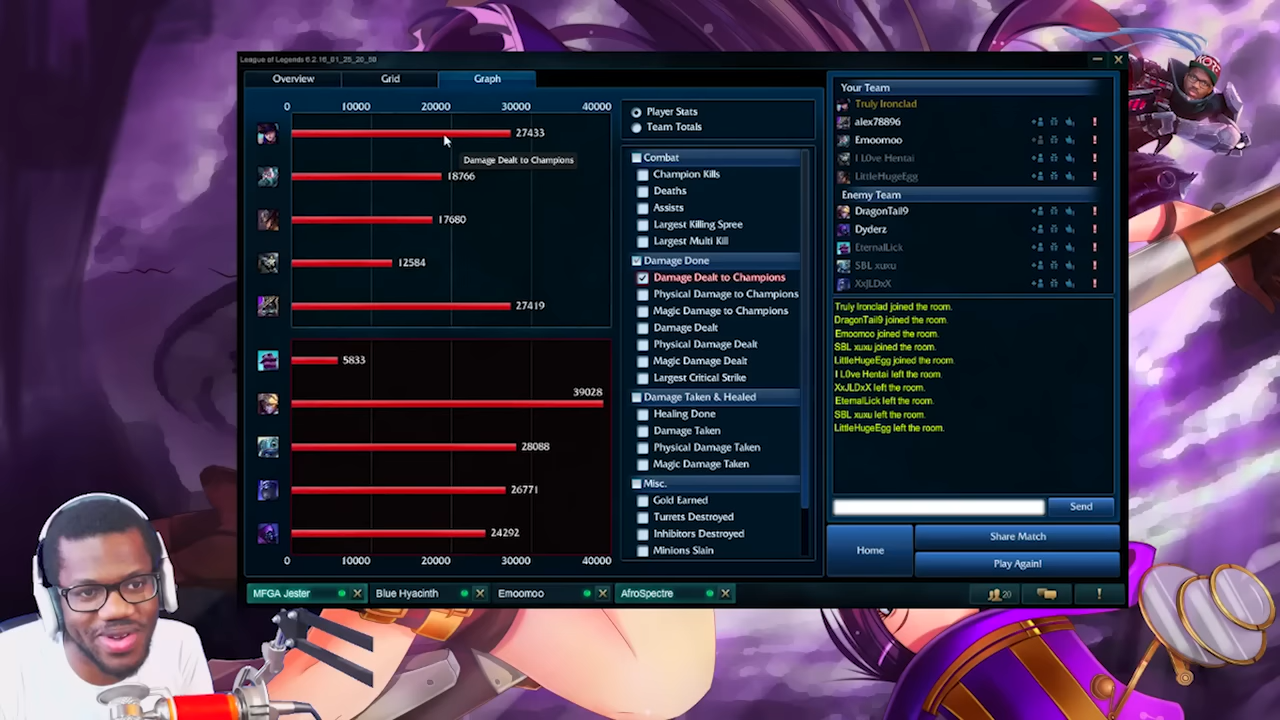 League of Legends 6.2.16_01_25_20_58
Overview
Grid
Graph
0 10000 20000 30000 40000
27433
Damage Dealt to Champions
18766
17680
12584
27419
5833
39028
28088
26771
24292
0 10000 20000 30000 40000
Player Stats
Team Totals
Combat
Champion Kills
Deaths
Assists
Largest Killing Spree
Largest Multi Kill
Damage Done
Damage Dealt to Champions
Physical Damage to Champions
Magic Damage to Champions
Damage Dealt
Physical Damage Dealt
Magic Damage Dealt
Largest Critical Strike
Damage Taken & Healed
Healing Done
Damage Taken
Physical Damage Taken
Magic Damage Taken
Misc.
Gold Earned
Turrets Destroyed
Inhibitors Destroyed
Minions Slain
Your Team
Truly Ironclad
alex78896
Emoomoo
I L0ve Hentai
LittleHugeEgg
Enemy Team
DragonTail9
Dyderz
EternalLick
SBL xuxu
XxJLDxX
Truly Ironclad joined the room.
DragonTail9 joined the room.
Emoomoo joined the room.
SBL xuxu joined the room.
LittleHugeEgg joined the room.
I L0ve Hentai left the room.
XxJLDxX left the room.
EternalLick left the room.
SBL xuxu left the room.
LittleHugeEgg left the room.
Send
Home
Share Match
Play Again!
MFGA Jester
Blue Hyacinth
Emoomoo
AfroSpectre
20